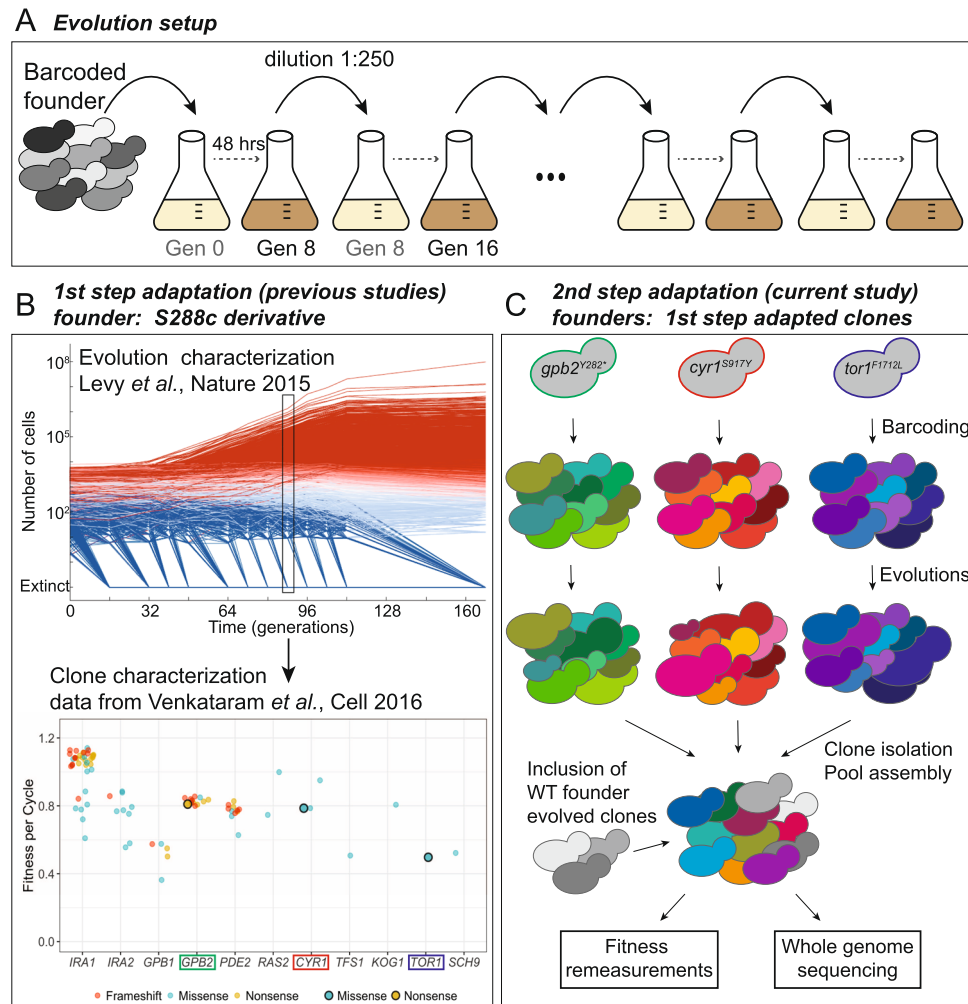 A Evolution setup
Barcoded
founder
dilution 1:250
48 hrs
Gen 0
Gen 8
Gen 8
Gen 16
B 1st step adaptation (previous studies)
founder: S288c derivative
Evolution characterization
Levy et al., Nature 2015
Number of cells
10^8
10^5
10^2
Extinct
0 32 64 96 128 160
Time (generations)
Clone characterization
data from Venkataram et al., Cell 2016
Fitness per Cycle
1.2
0.8
0.4
0.0
IRA1 IRA2 GPB1 GPB2 PDE2 RAS2 CYR1 TFS1 KOG1 TOR1 SCH9
Frameshift Missense Nonsense Missense Nonsense
C 2nd step adaptation (current study)
founders: 1st step adapted clones
gpb2^Y282*
cyr1^S917Y
tor1^F1712L
Barcoding
Evolutions
Clone isolation
Pool assembly
Inclusion of
WT founder
evolved clones
Fitness
remeasurements
Whole genome
sequencing